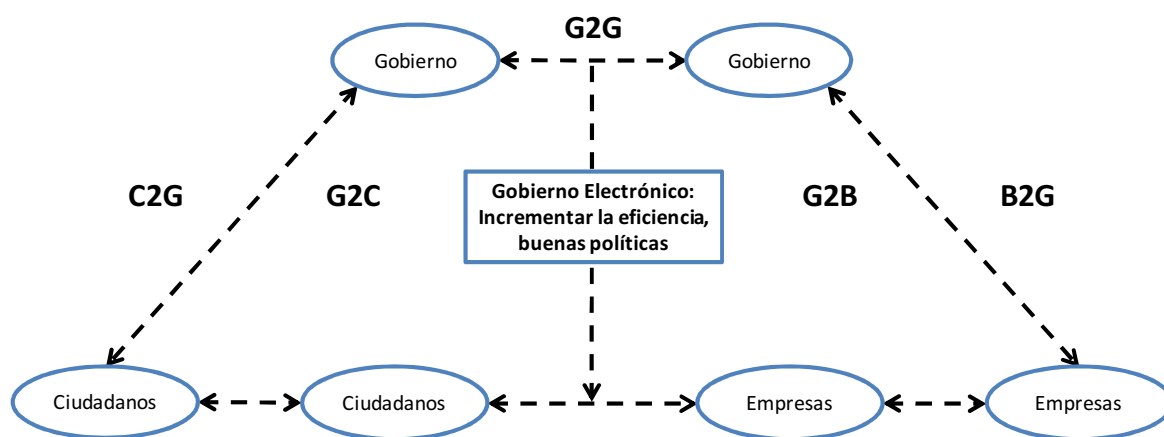 G2G
Gobierno
Gobierno
C2G
G2C
Gobierno Electrónico:
Incrementar la eficiencia,
buenas políticas
G2B
B2G
Ciudadanos
Ciudadanos
Empresas
Empresas